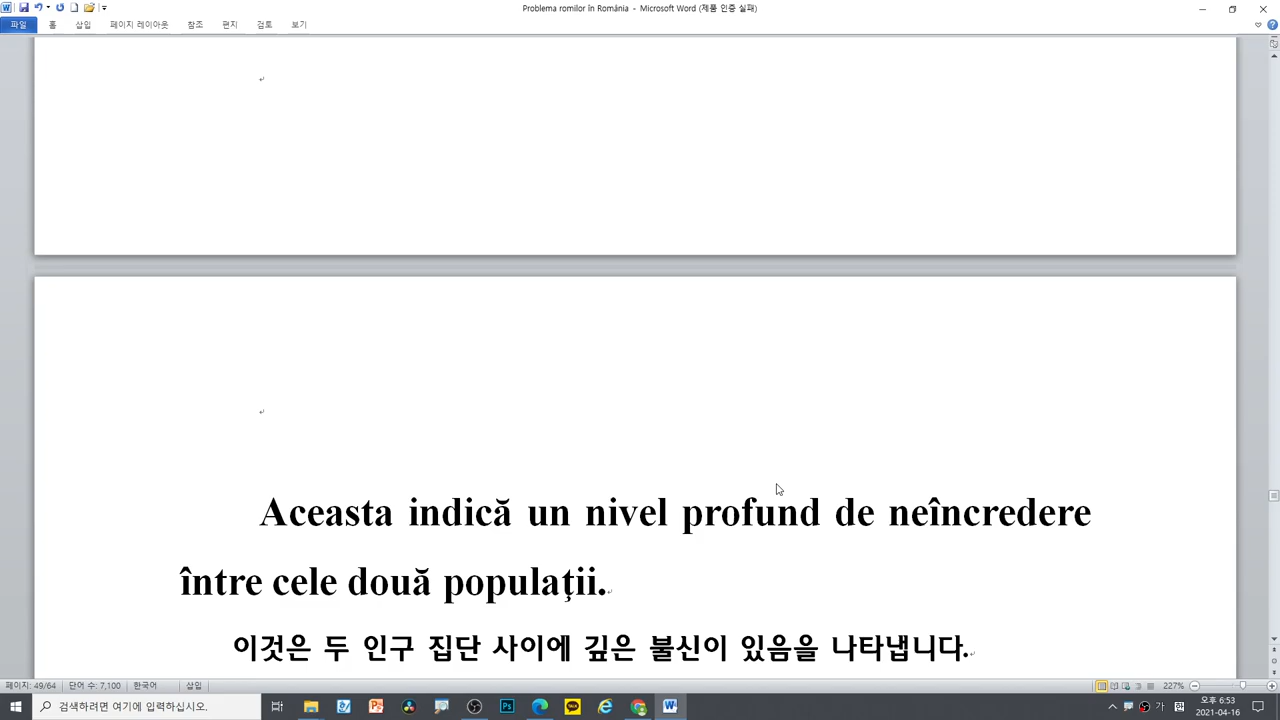 Problema romilor în România - Microsoft Word (제품 인증 실패)
파일 홈 삽입 페이지 레이아웃 참조 편지 검토 보기
Aceasta indică un nivel profund de neîncredere
între cele două populaţii.
이것은 두 인구 집단 사이에 깊은 불신이 있음을 나타냅니다.
페이지: 49/64 단어 수: 7,100 한국어 삽입 227%
검색하려면 여기에 입력하십시오. 가 오후 6:53
2021-04-16